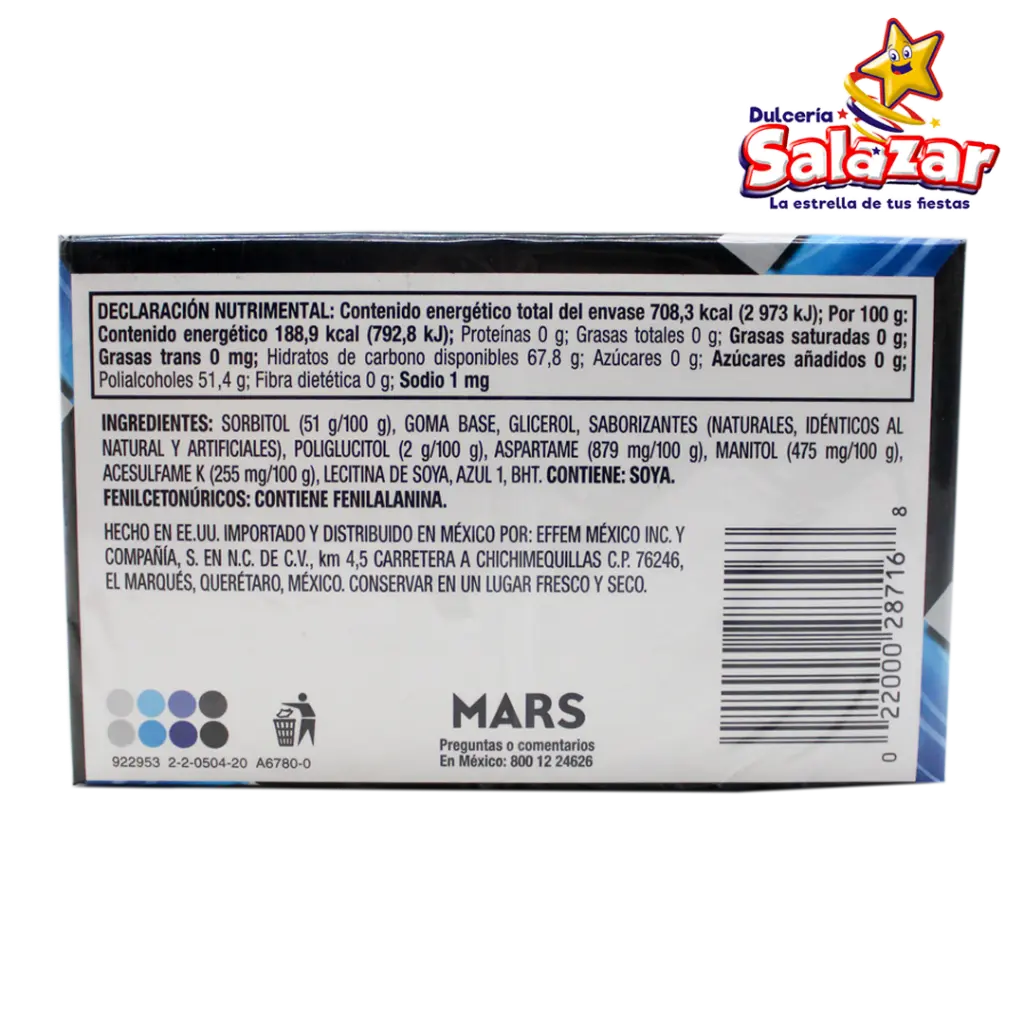 Dulcería
Salazar
La estrella de tus fiestas
DECLARACIÓN NUTRIMENTAL: Contenido energético total del envase 708,3 kcal (2 973 kJ); Por 100 g:
Contenido energético 188,9 kcal (792,8 kJ); Proteínas 0 g; Grasas totales 0 g; Grasas saturadas 0 g;
Grasas trans 0 mg; Hidratos de carbono disponibles 67,8 g; Azúcares 0 g; Azúcares añadidos 0 g;
Polialcoholes 51,4 g; Fibra dietética 0 g; Sodio 1 mg
INGREDIENTES: SORBITOL (51 g/100 g), GOMA BASE, GLICEROL, SABORIZANTES (NATURALES, IDÉNTICOS AL
NATURAL Y ARTIFICIALES), POLIGLUCITOL (2 g/100 g), ASPARTAME (879 mg/100 g), MANITOL (475 mg/100 g),
ACESULFAME K (255 mg/100 g), LECITINA DE SOYA, AZUL 1, BHT. CONTIENE: SOYA.
FENILCETONÚRICOS: CONTIENE FENILALANINA.
HECHO EN EE.UU. IMPORTADO Y DISTRIBUIDO EN MÉXICO POR: EFFEM MÉXICO INC. Y
COMPAÑÍA, S. EN N.C. DE C.V., km 4,5 CARRETERA A CHICHIMEQUILLAS C.P. 76246,
EL MARQUÉS, QUERÉTARO, MÉXICO. CONSERVAR EN UN LUGAR FRESCO Y SECO.
0 22000 28716 8
MARS
Preguntas o comentarios
En México: 800 12 24626
922953 2-2-0504-20 A6780-0